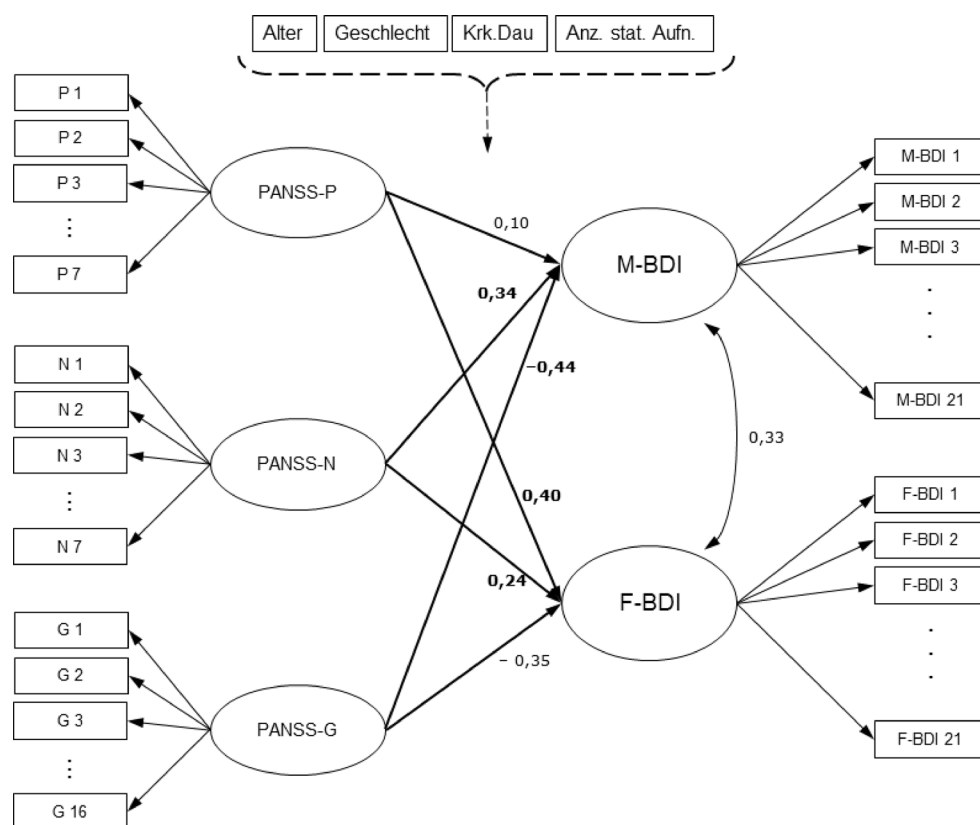 Alter Geschlecht Krk.Dau Anz. stat. Aufn.
P 1
P 2
P 3
⋮
P 7
PANSS-P
N 1
N 2
N 3
⋮
N 7
PANSS-N
G 1
G 2
G 3
⋮
G 16
PANSS-G
0,10
0,34
−0,44
0,40
0,24
- 0,35
M-BDI
F-BDI
0,33
M-BDI 1
M-BDI 2
M-BDI 3
.
.
.
M-BDI 21
F-BDI 1
F-BDI 2
F-BDI 3
.
.
.
F-BDI 21